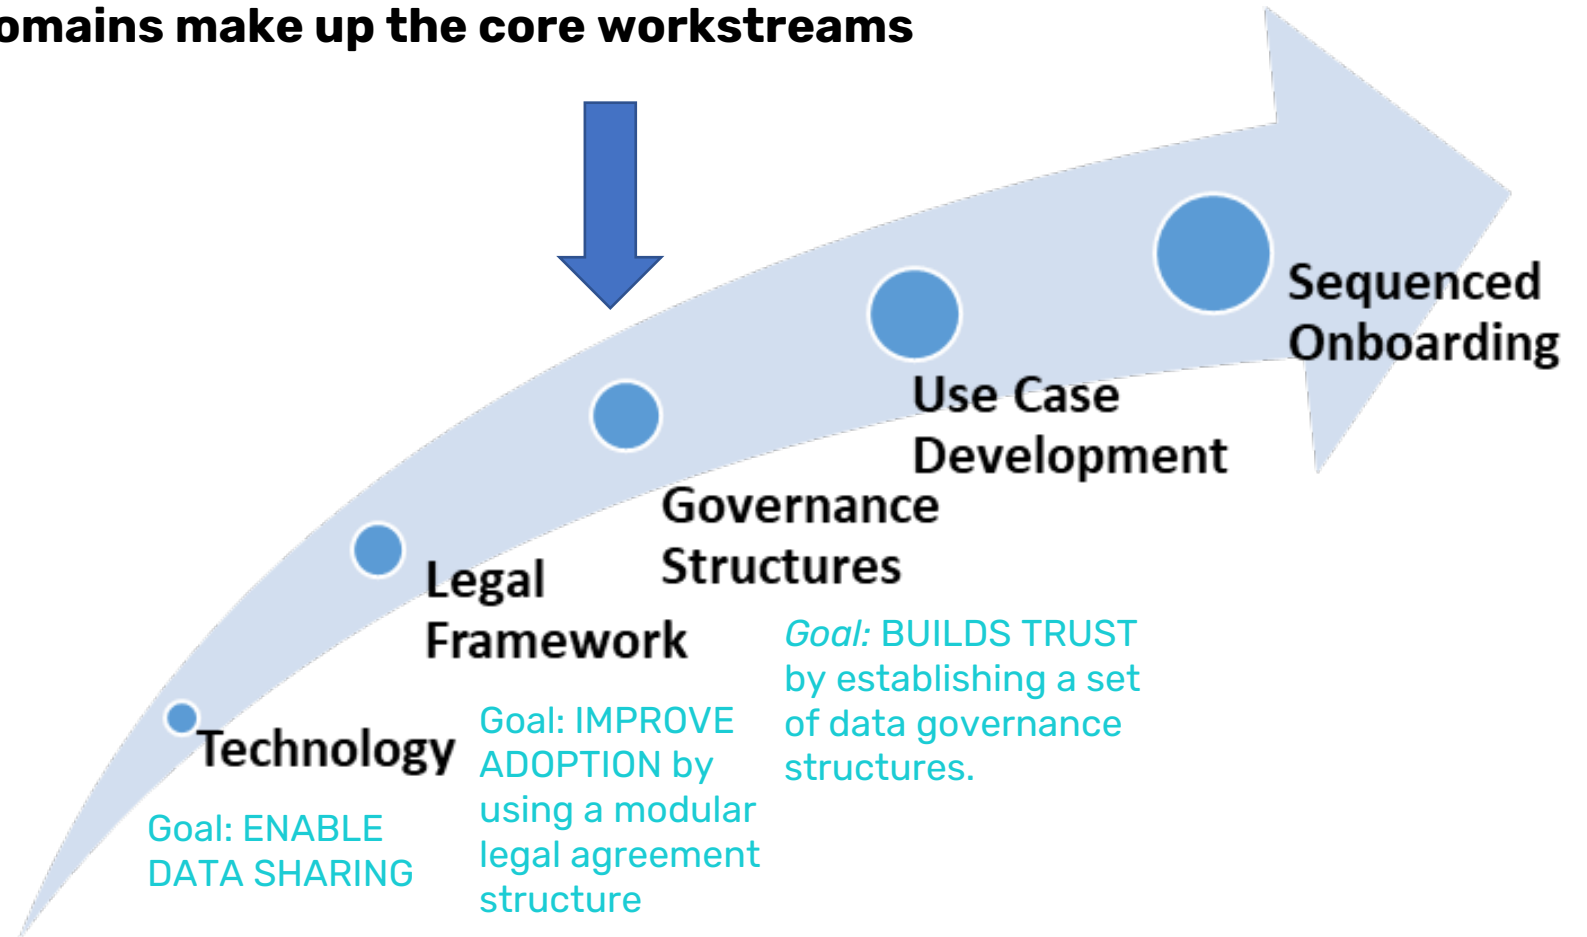 omains make up the core workstreams
Sequenced
Onboarding
Use Case
Development
Governance
Structures
Legal
Framework
Technology
Goal: BUILDS TRUST
by establishing a set
of data governance
structures.
Goal: IMPROVE
ADOPTION by
using a modular
legal agreement
structure
Goal: ENABLE
DATA SHARING